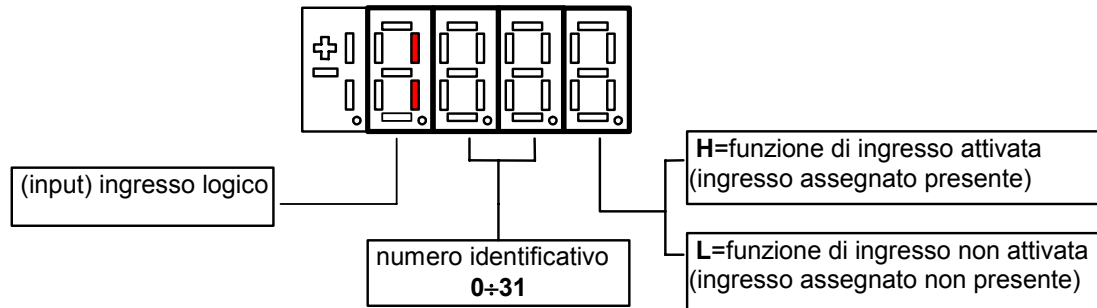 (input) ingresso logico
numero identificativo
0÷31
H=funzione di ingresso attivata
(ingresso assegnato presente)
L=funzione di ingresso non attivata
(ingresso assegnato non presente)